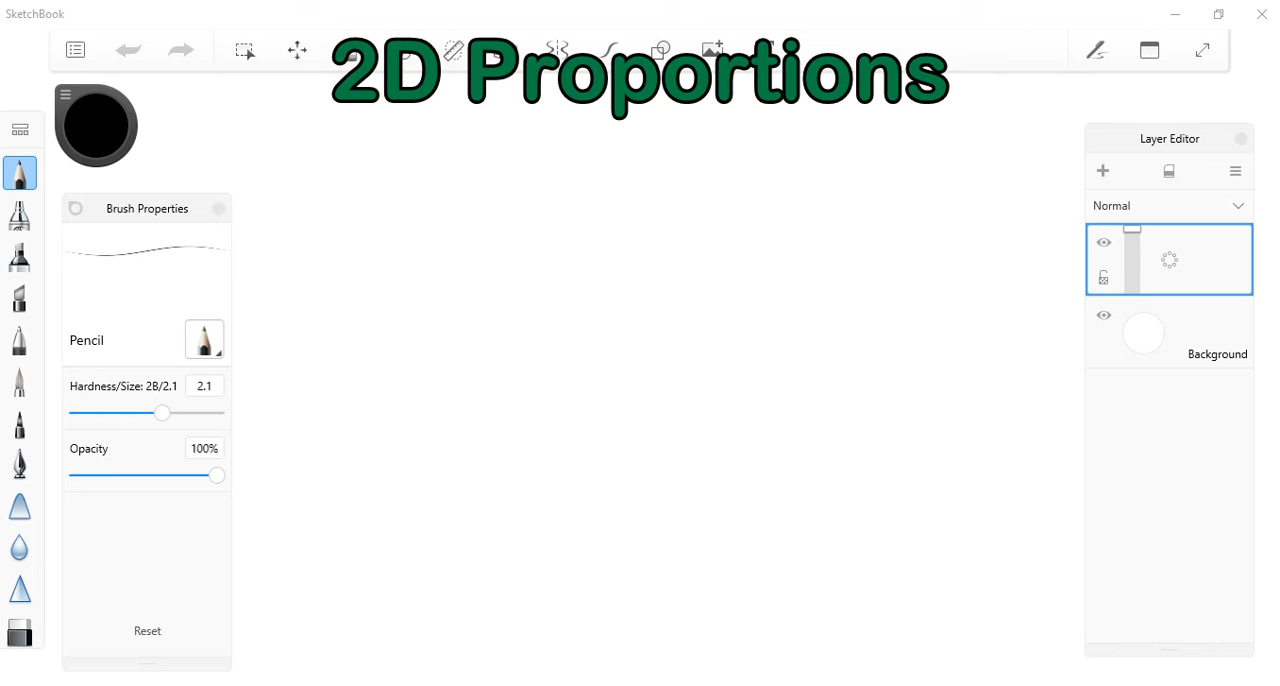 SketchBook
2D Proportions
Layer Editor
Normal
Background
Brush Properties
Pencil
Hardness/Size: 2B/2.1 2.1
Opacity 100%
Reset